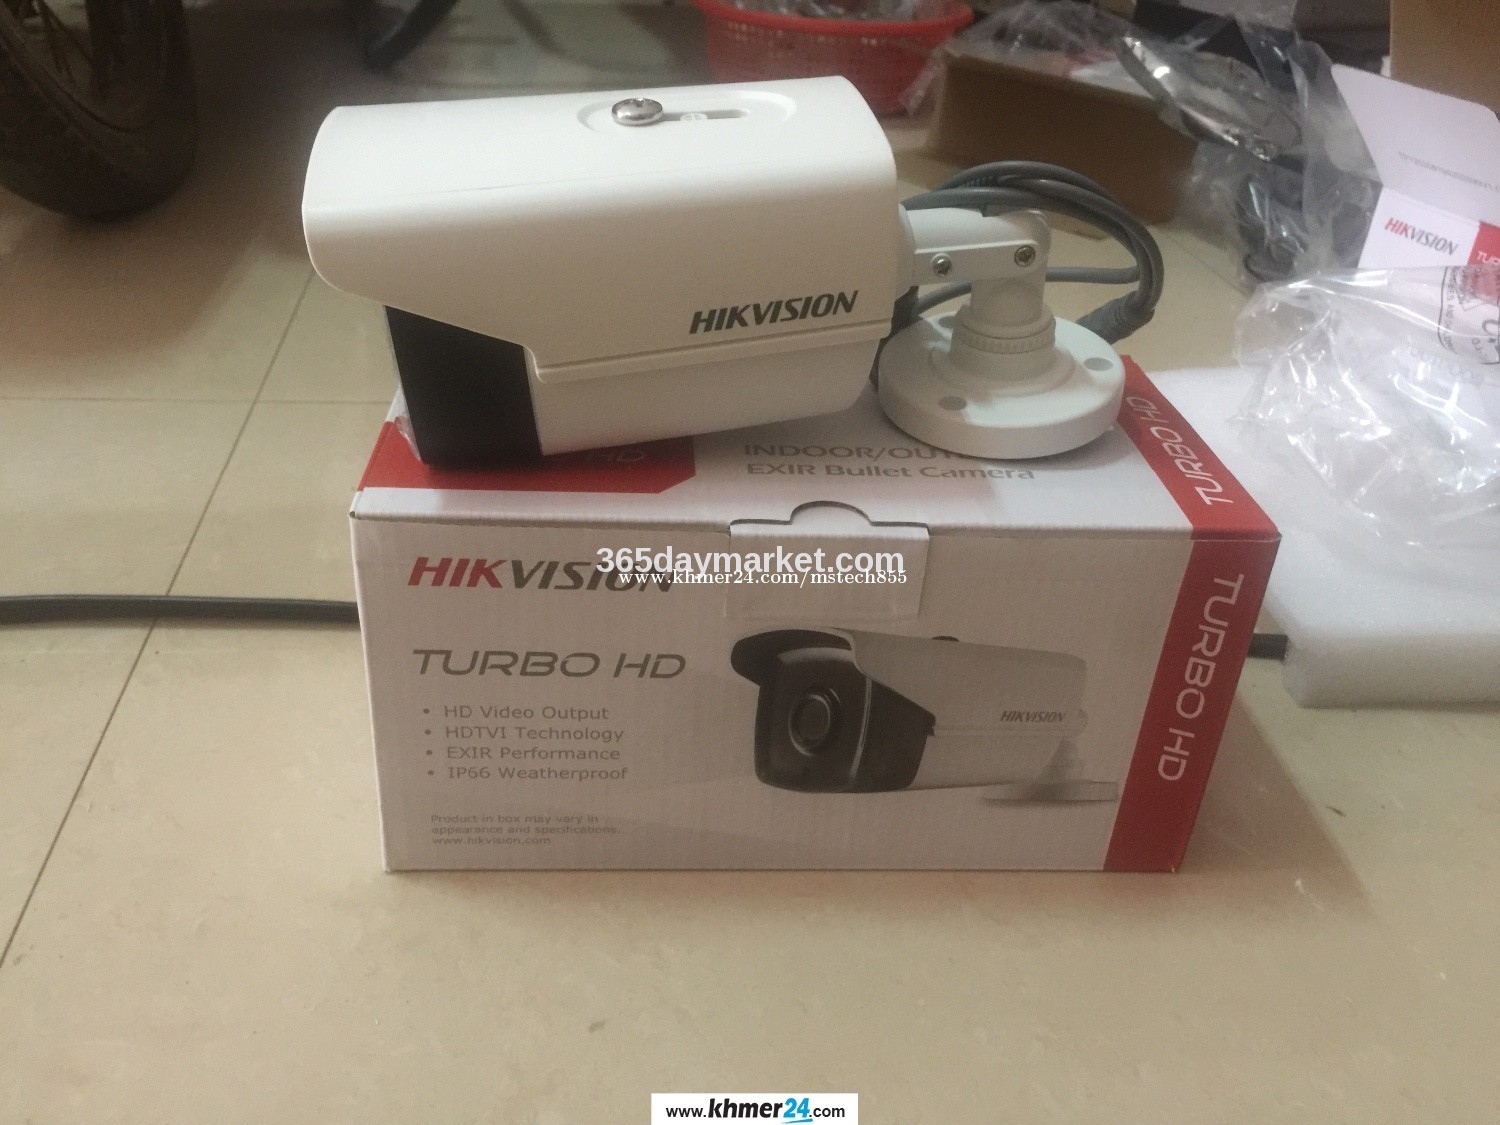 HIKVISION
HD
INDOOR/OUT
EXIR Bullet Camera
TURBO HD
HIKVISION
365daymarket.com
www.khmer24.com/mstech855
TURBO HD
• HD Video Output
• HDTVI Technology
• EXIR Performance
• IP66 Weatherproof
Product in box may vary in
appearance and specifications.
www.hikvision.com
HIKVISION
TURBO HD
HIKVISION
www.khmer24.com